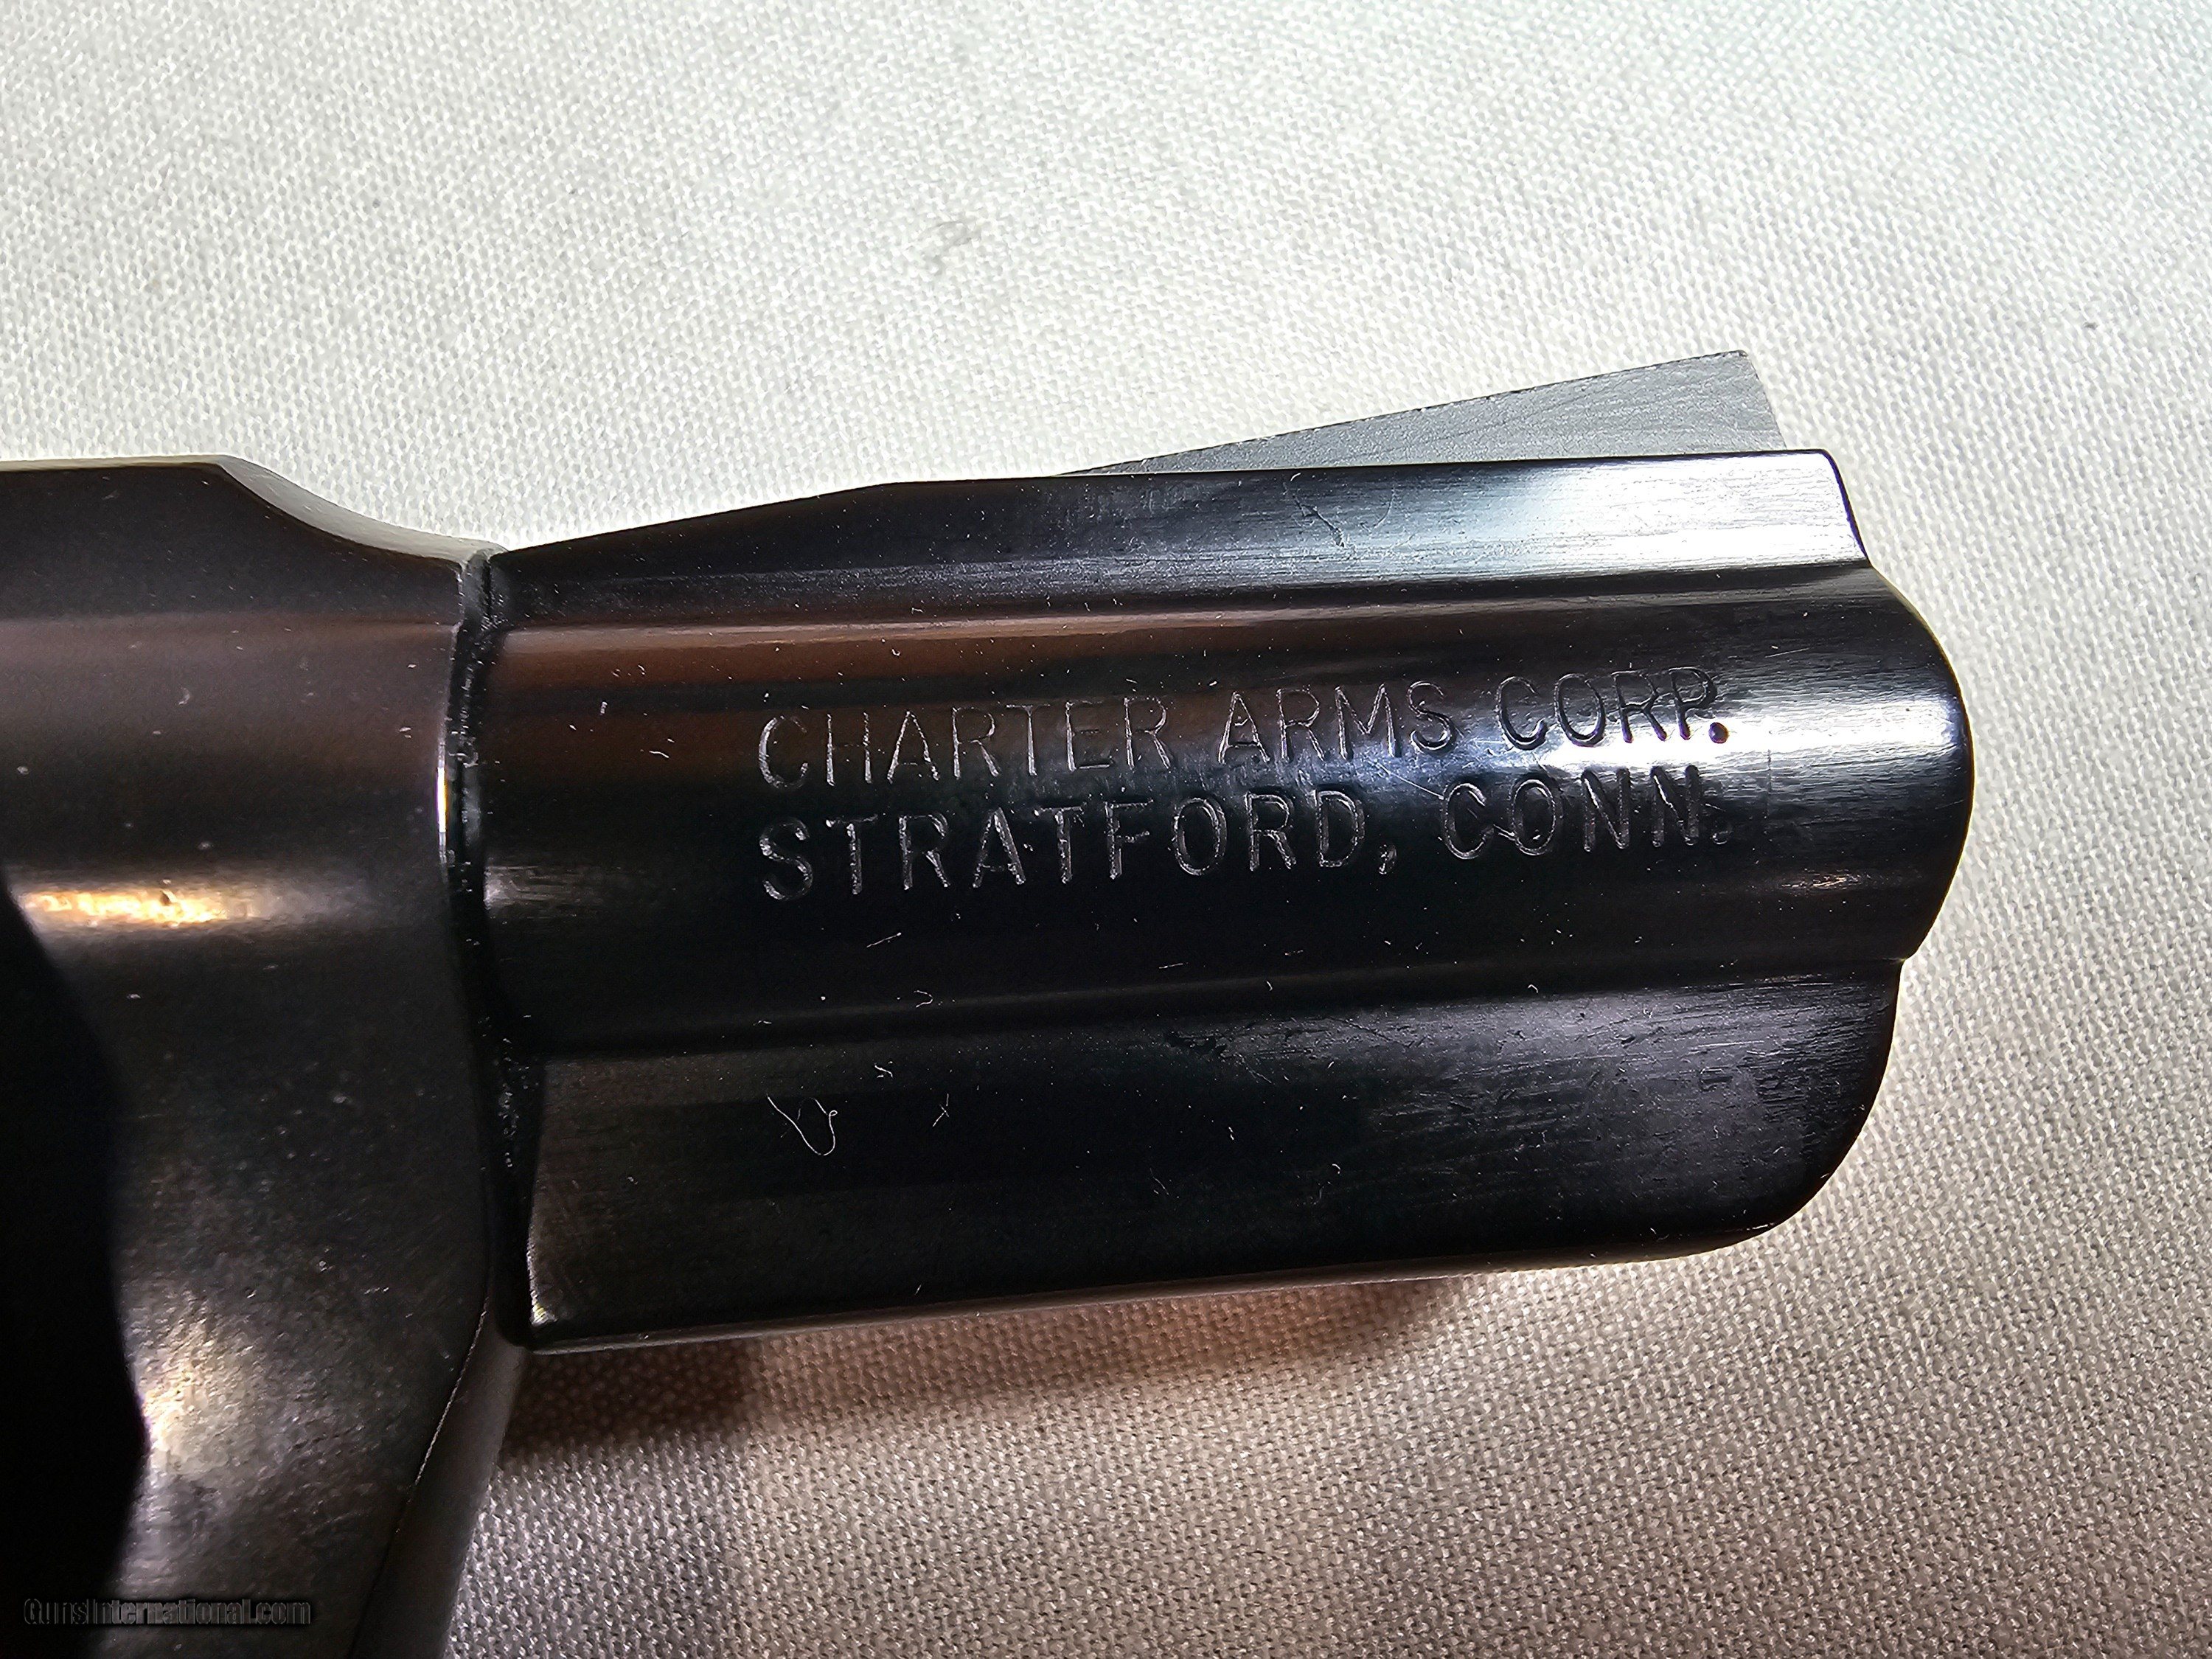 CHARTER ARMS CORP.
STRATFORD, CONN.
GunsInternational.com